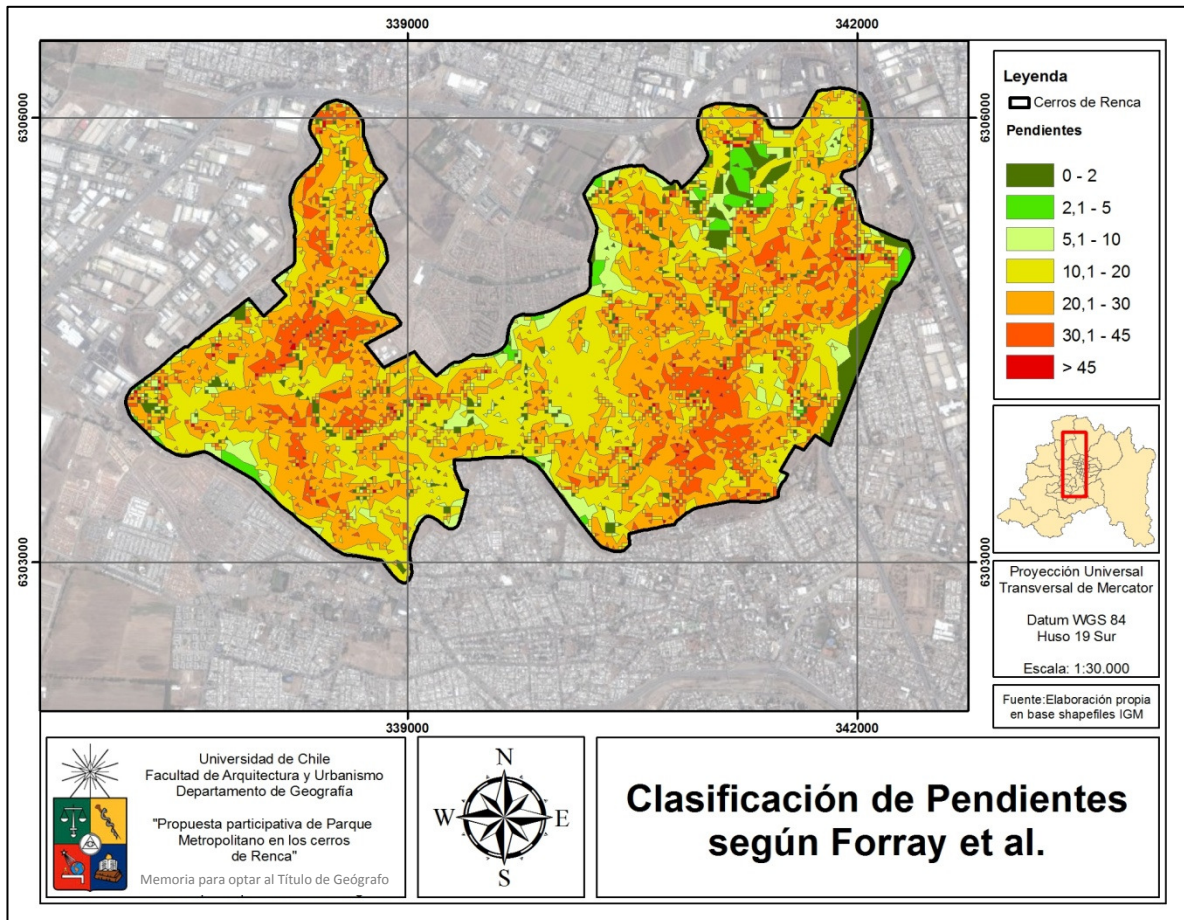 339000
342000
6306000
6306000
6303000
6303000
339000
342000
Leyenda
Cerros de Renca
Pendientes
0 - 2
2,1 - 5
5,1 - 10
10,1 - 20
20,1 - 30
30,1 - 45
> 45
Proyección Universal
Transversal de Mercator
Datum WGS 84
Huso 19 Sur
Escala: 1:30.000
Fuente:Elaboración propia
en base shapefiles IGM
Universidad de Chile
Facultad de Arquitectura y Urbanismo
Departamento de Geografía
"Propuesta participativa de Parque
Metropolitano en los cerros
de Renca"
Memoria para optar al Título de Geógrafo
N
W E
S
Clasificación de Pendientes
según Forray et al.